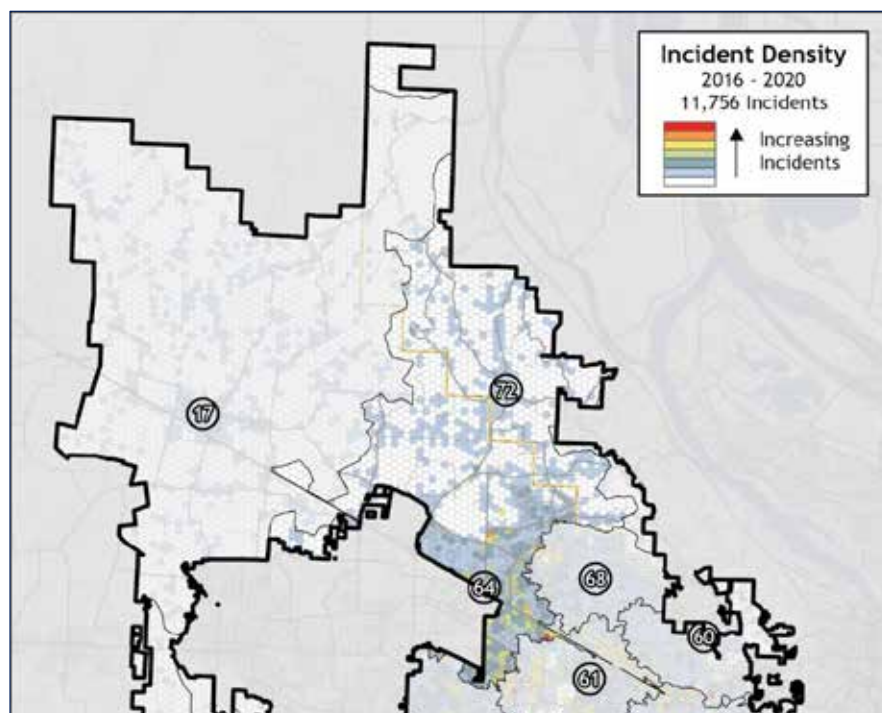 Incident Density
2016 - 2020
11,756 Incidents
Increasing
Incidents
17
72
64
68
60
61